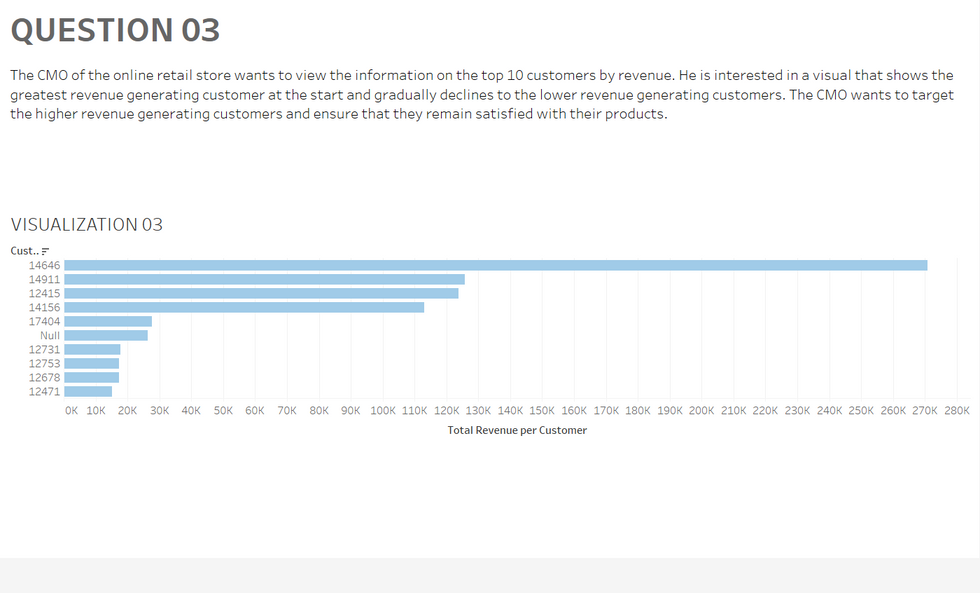 QUESTION 03
The CMO of the online retail store wants to view the information on the top 10 customers by revenue. He is interested in a visual that shows the
greatest revenue generating customer at the start and gradually declines to the lower revenue generating customers. The CMO wants to target
the higher revenue generating customers and ensure that they remain satisfied with their products.
VISUALIZATION 03
Cust..
14646
14911
12415
14156
17404
Null
12731
12753
12678
12471
0K 10K 20K 30K 40K 50K 60K 70K 80K 90K 100K 110K 120K 130K 140K 150K 160K 170K 180K 190K 200K 210K 220K 230K 240K 250K 260K 270K 280K
Total Revenue per Customer